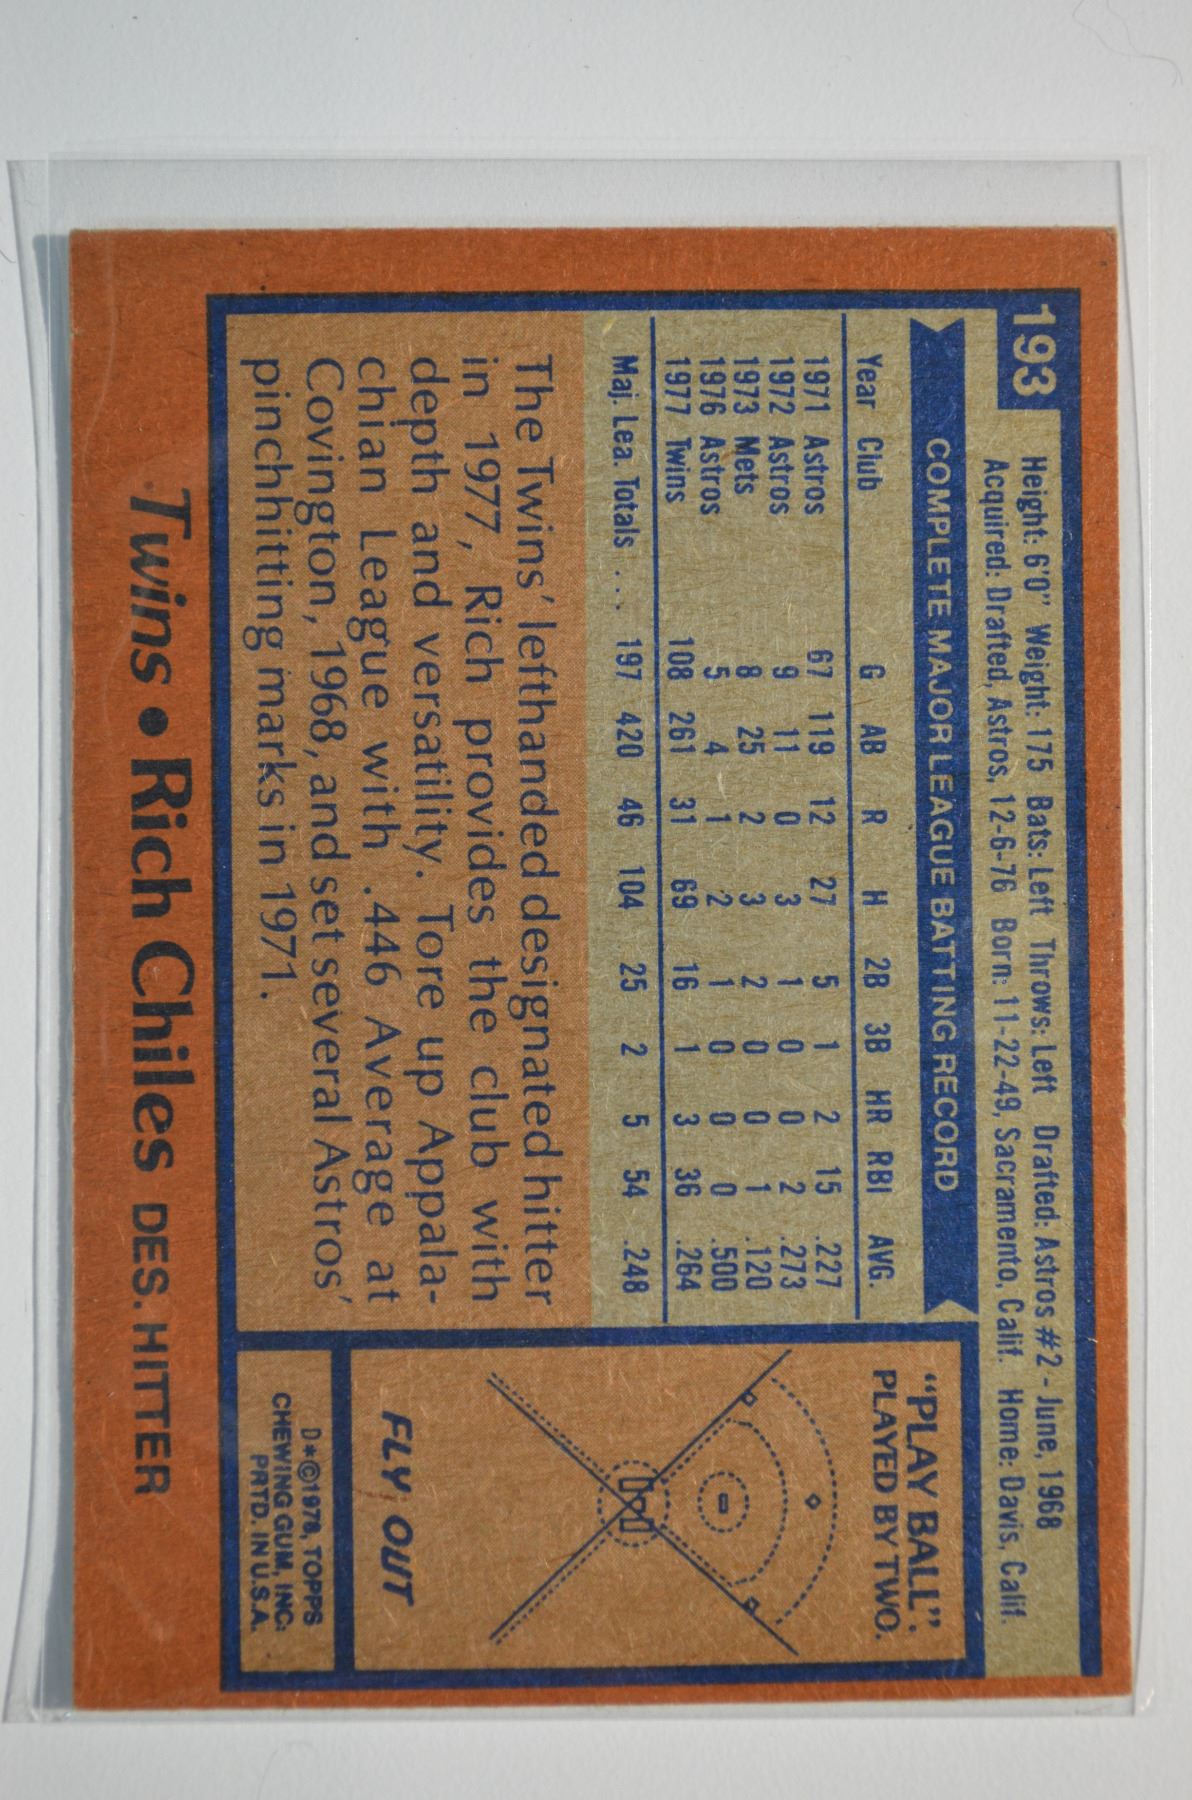 193
Height: 6'0" Weight: 175 Bats: Left Throws: Left Drafted: Astros #2 - June, 1968
Acquired: Drafted, Astros, 12-6-76 Born: 11-22-49, Sacramento, Calif. Home: Davis, Calif.
COMPLETE MAJOR LEAGUE BATTING RECORD
Year Club G AB R H 2B 3B HR RBI AVG.
1971 Astros 67 119 12 27 5 1 2 15 .227
1972 Astros 9 11 0 3 1 0 0 2 .273
1973 Mets 8 25 2 3 2 0 0 1 .120
1976 Astros 5 4 1 2 1 0 0 0 .500
1977 Twins 108 261 31 69 16 1 3 36 .264
Maj. Lea. Totals . . . 197 420 46 104 25 2 5 54 .248
The Twins' lefthanded designated hitter
in 1977, Rich provides the club with
depth and versatility. Tore up Appala-
chian League with .446 Average at
Covington, 1968, and set several Astros'
pinchhitting marks in 1971.
"PLAY BALL":
PLAYED BY TWO.
FLY OUT
D*©1978, TOPPS
CHEWING GUM, INC.
PRTD. IN U.S.A.
Twins • Rich Chiles DES. HITTER